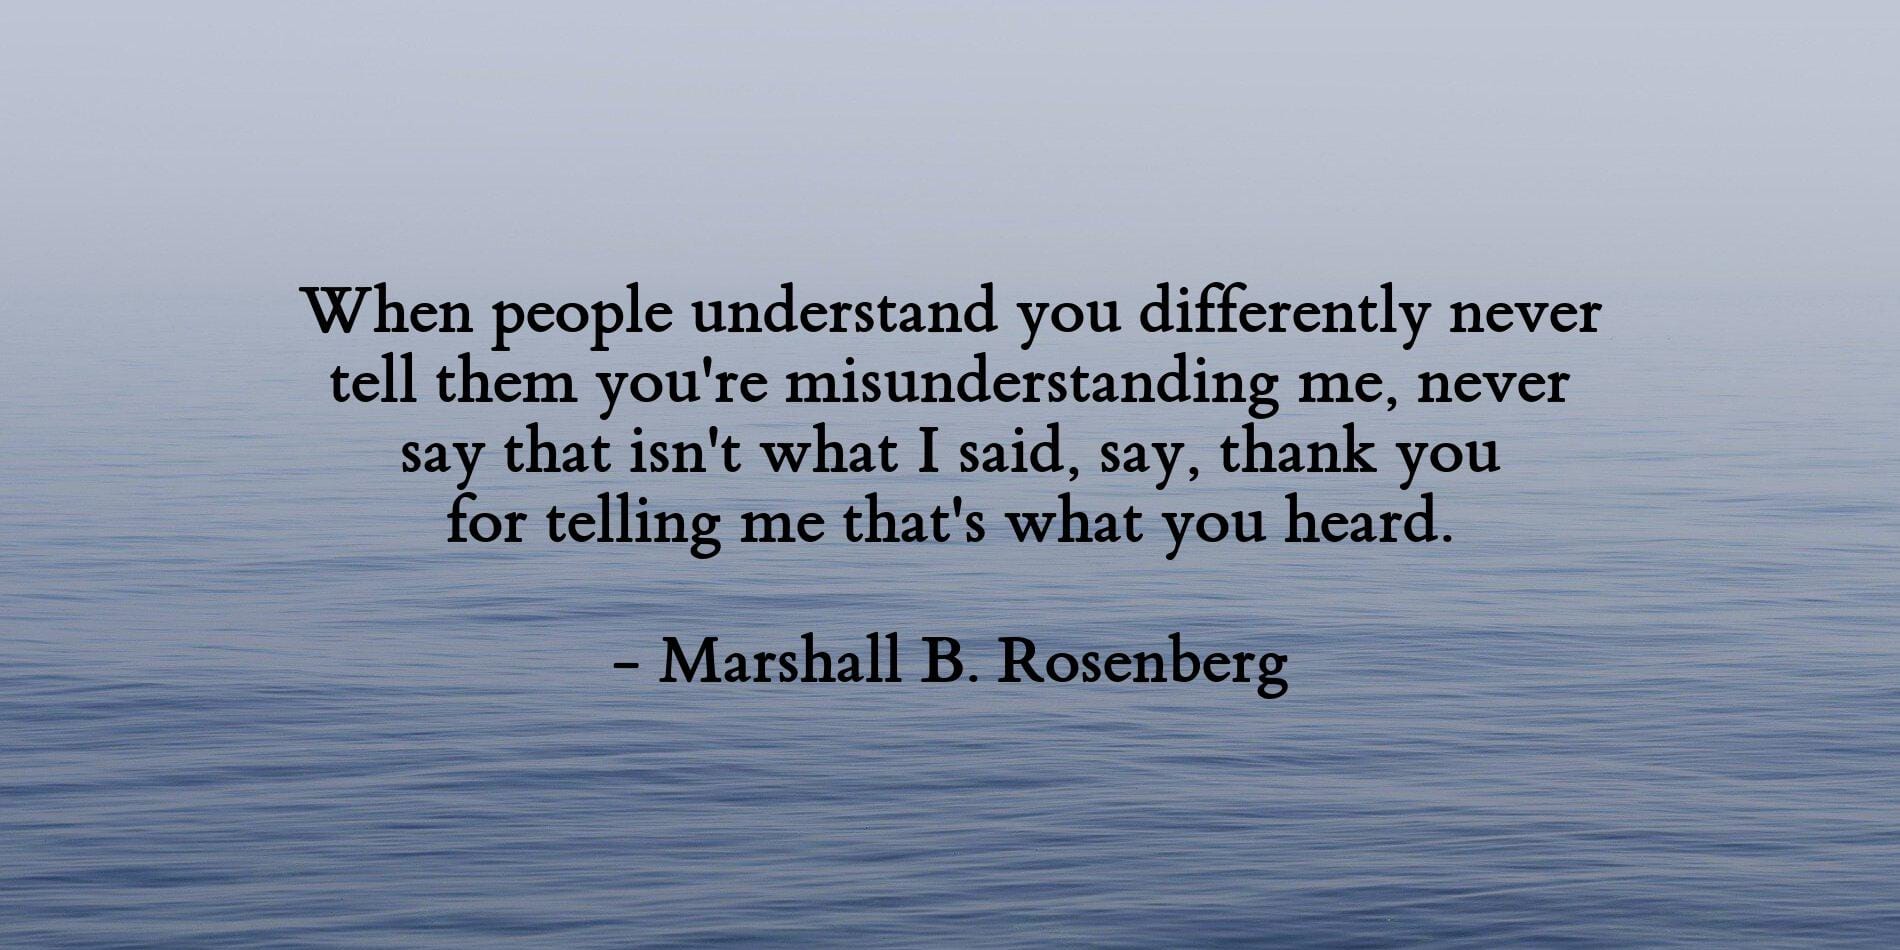 When people understand you differently never
tell them you're misunderstanding me, never
say that isn't what I said, say, thank you
for telling me that's what you heard.
- Marshall B. Rosenberg